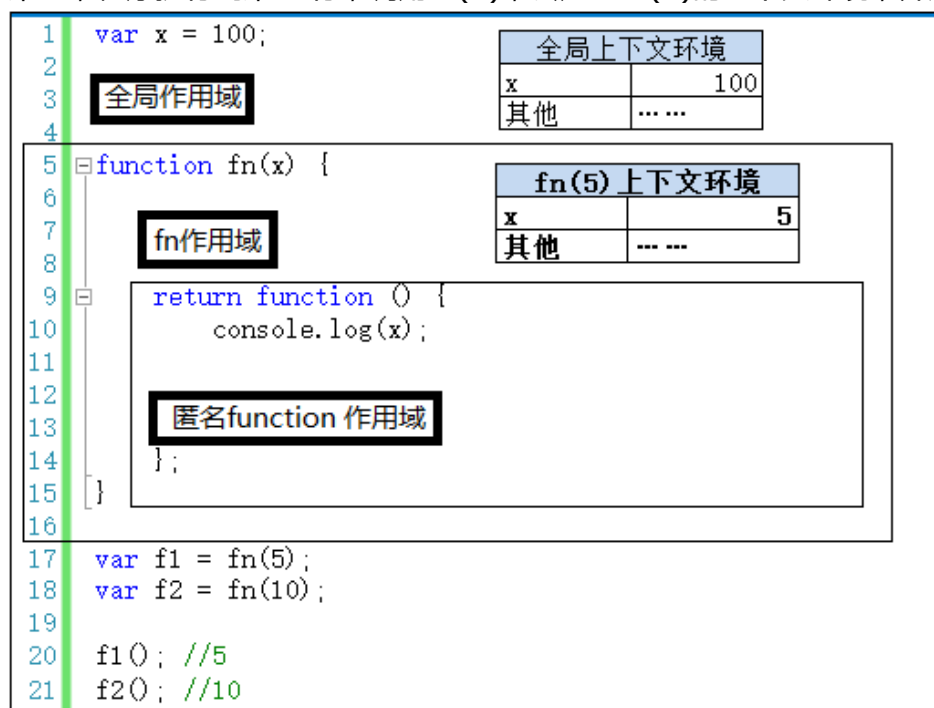 1 var x = 100;
全局上下文环境
2
x 100
3 全局作用域
其他 ... ...
4
5 function fn(x) {
fn(5)上下文环境
6
x 5
7
fn作用域
其他 ... ...
8
9 return function () {
10 console.log(x);
11
12
匿名function 作用域
13
14 };
15 }
16
17 var f1 = fn(5);
18 var f2 = fn(10);
19
20 f1(); //5
21 f2(); //10